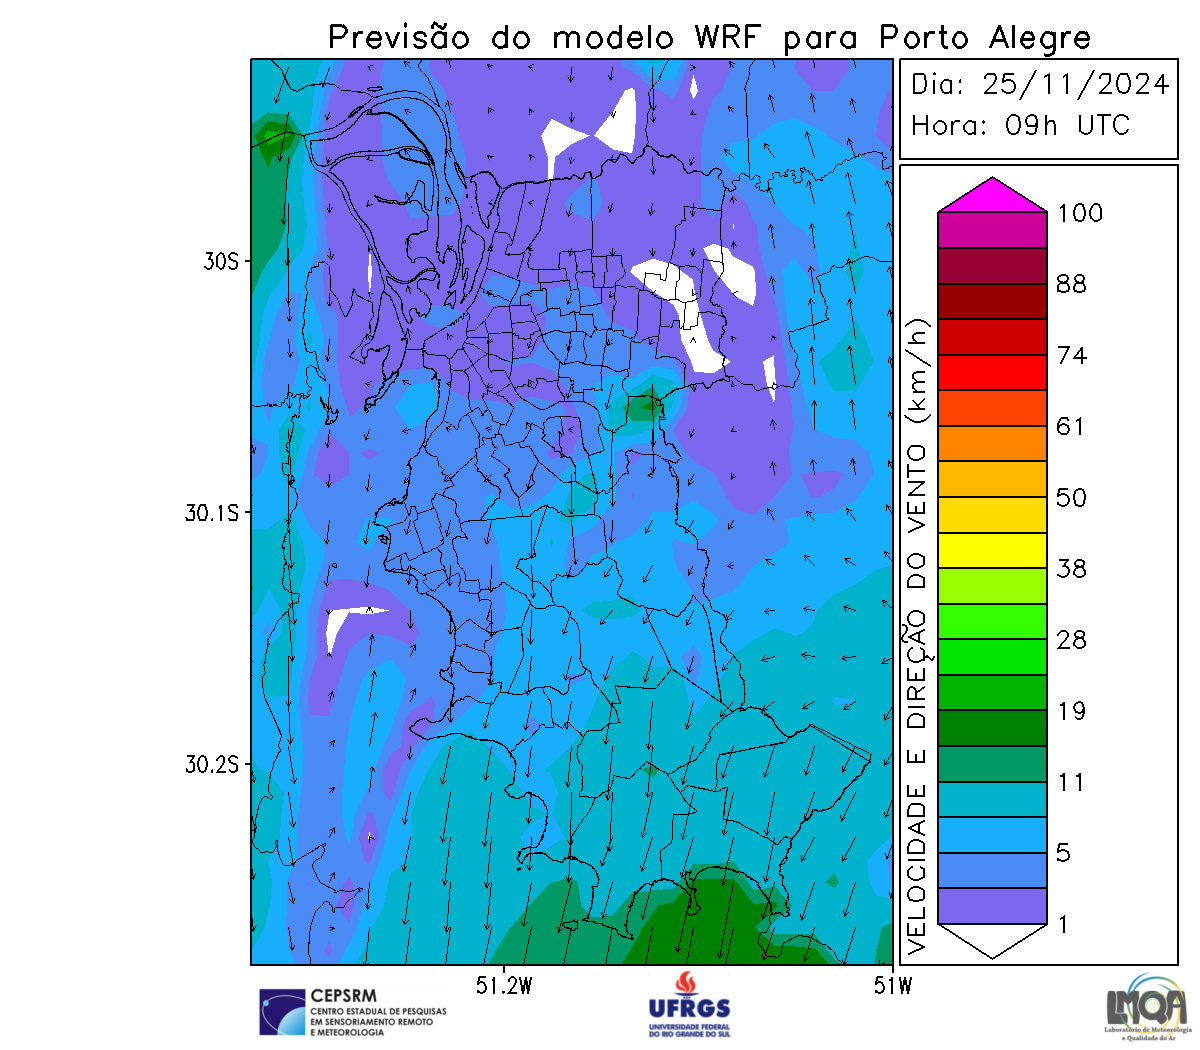 Previsão do modelo WRF para Porto Alegre
Dia: 25/11/2024
Hora: 09h UTC
30S
30.1S
30.2S
51.2W
51W
VELOCIDADE E DIREÇÃO DO VENTO (km/h)
100
88
74
61
50
38
28
19
11
5
1
CEPSRM
CENTRO ESTADUAL DE PESQUISAS
EM SENSORIAMENTO REMOTO
E METEOROLOGIA
UFRGS
UNIVERSIDADE FEDERAL
DO RIO GRANDE DO SUL
LMQA
Laboratório de Meteorologia
e Qualidade do Ar